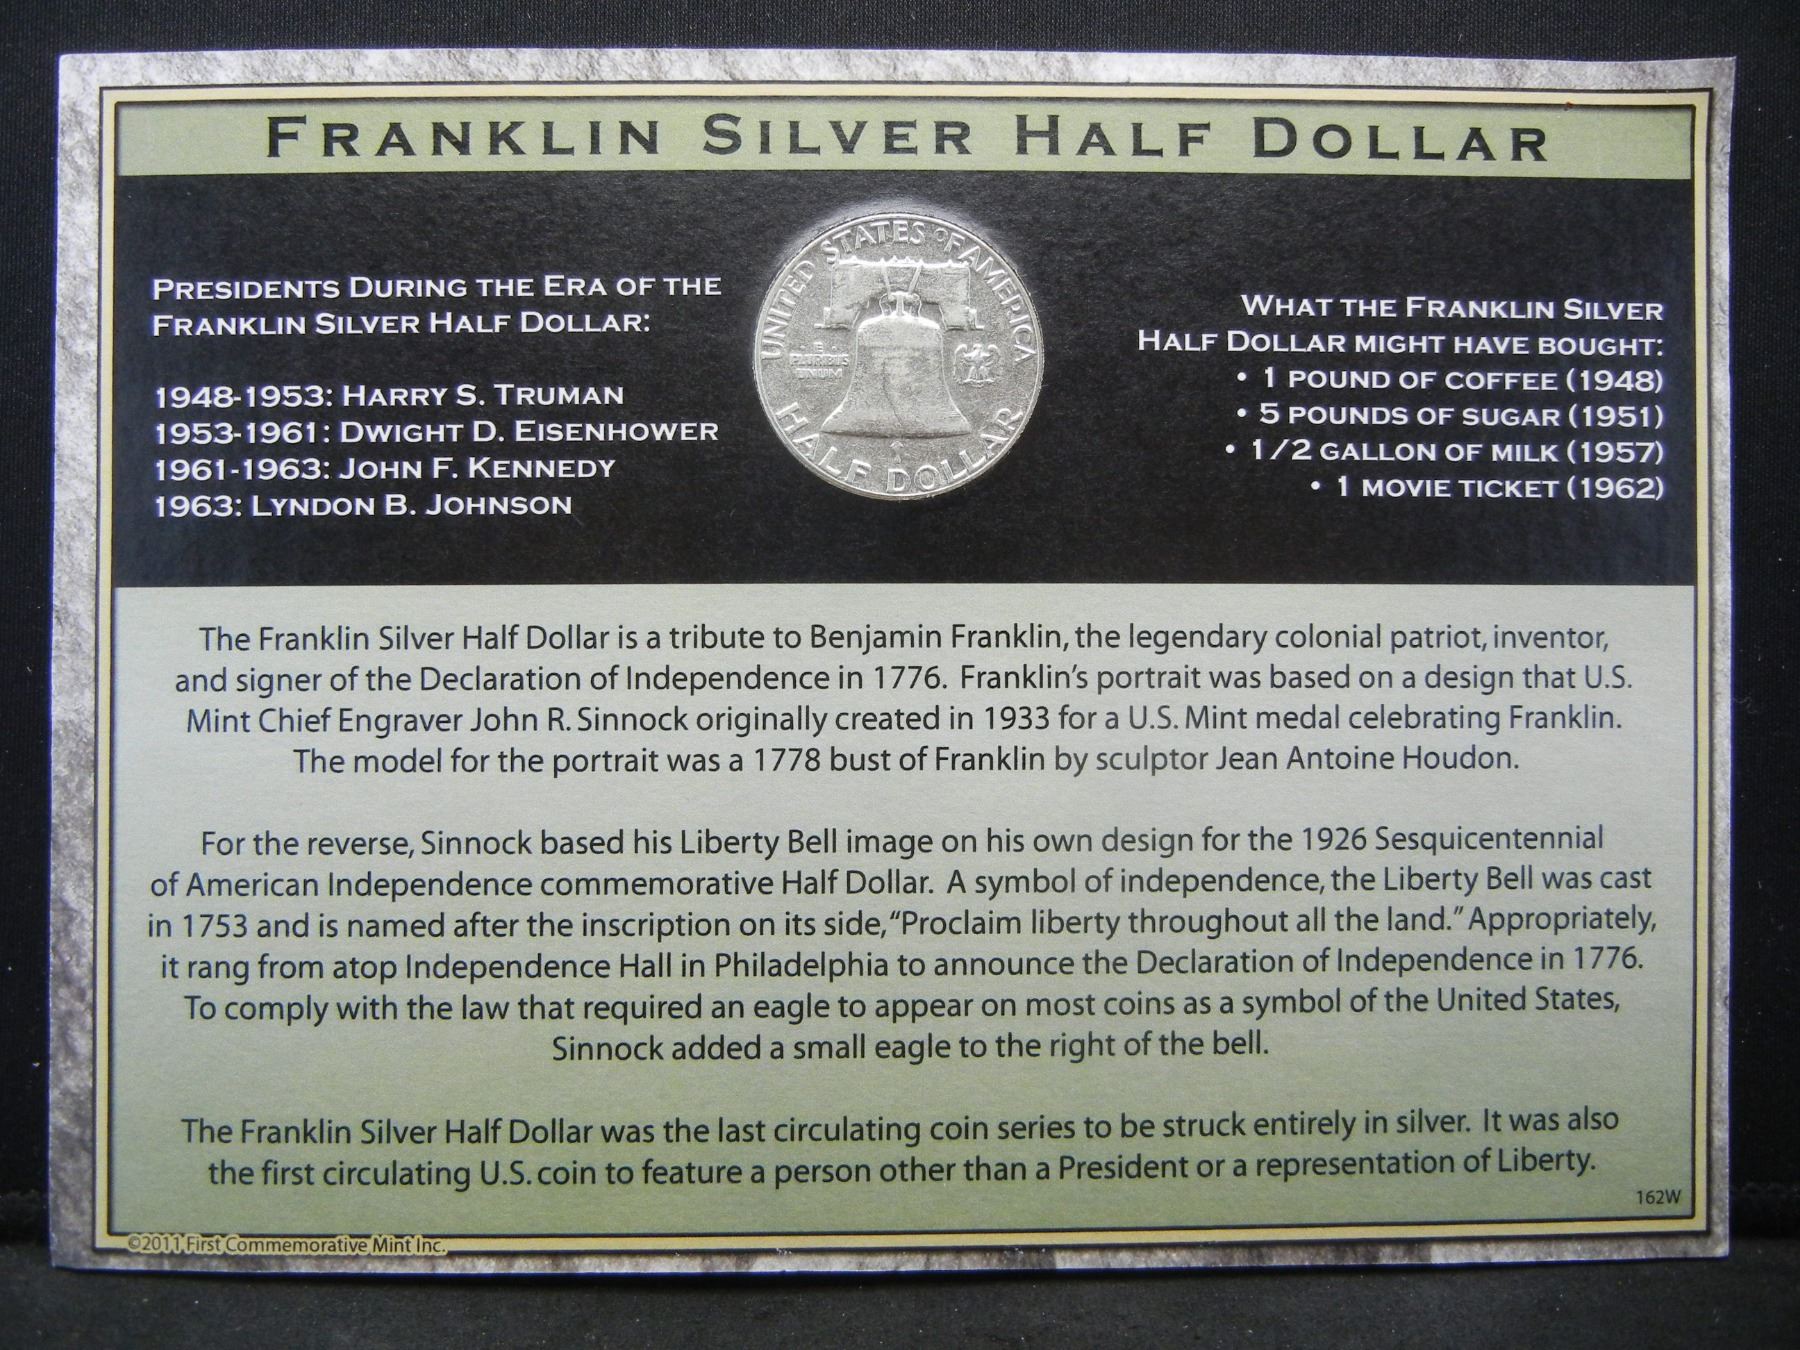 FRANKLIN SILVER HALF DOLLAR
PRESIDENTS DURING THE ERA OF THE
FRANKLIN SILVER HALF DOLLAR:
1948-1953: HARRY S. TRUMAN
1953-1961: DWIGHT D. EISENHOWER
1961-1963: JOHN F. KENNEDY
1963: LYNDON B. JOHNSON
UNITED STATES OF AMERICA
E
PLURIBUS
UNUM
HALF DOLLAR
WHAT THE FRANKLIN SILVER
HALF DOLLAR MIGHT HAVE BOUGHT:
• 1 POUND OF COFFEE (1948)
• 5 POUNDS OF SUGAR (1951)
• 1/2 GALLON OF MILK (1957)
• 1 MOVIE TICKET (1962)
The Franklin Silver Half Dollar is a tribute to Benjamin Franklin, the legendary colonial patriot, inventor,
and signer of the Declaration of Independence in 1776. Franklin's portrait was based on a design that U.S.
Mint Chief Engraver John R. Sinnock originally created in 1933 for a U.S. Mint medal celebrating Franklin.
The model for the portrait was a 1778 bust of Franklin by sculptor Jean Antoine Houdon.
For the reverse, Sinnock based his Liberty Bell image on his own design for the 1926 Sesquicentennial
of American Independence commemorative Half Dollar. A symbol of independence, the Liberty Bell was cast
in 1753 and is named after the inscription on its side, “Proclaim liberty throughout all the land.” Appropriately,
it rang from atop Independence Hall in Philadelphia to announce the Declaration of Independence in 1776.
To comply with the law that required an eagle to appear on most coins as a symbol of the United States,
Sinnock added a small eagle to the right of the bell.
The Franklin Silver Half Dollar was the last circulating coin series to be struck entirely in silver. It was also
the first circulating U.S. coin to feature a person other than a President or a representation of Liberty.
162W
©2011 First Commemorative Mint Inc.